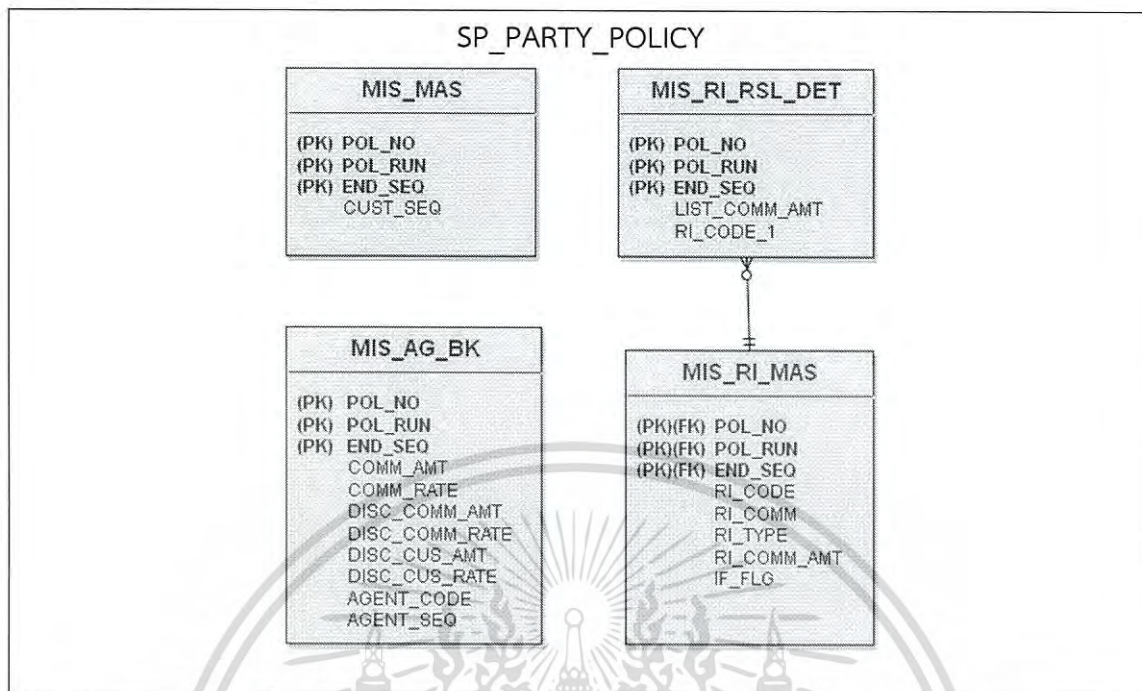 SP_PARTY_POLICY
MIS_MAS
(PK) POL_NO
(PK) POL_RUN
(PK) END_SEQ
CUST_SEQ
MIS_RI_RSL_DET
(PK) POL_NO
(PK) POL_RUN
(PK) END_SEQ
LIST_COMM_AMT
RI_CODE_1
MIS_AG_BK
(PK) POL_NO
(PK) POL_RUN
(PK) END_SEQ
COMM_AMT
COMM_RATE
DISC_COMM_AMT
DISC_COMM_RATE
DISC_CUS_AMT
DISC_CUS_RATE
AGENT_CODE
AGENT_SEQ
MIS_RI_MAS
(PK)(FK) POL_NO
(PK)(FK) POL_RUN
(PK)(FK) END_SEQ
RI_CODE
RI_COMM
RI_TYPE
RI_COMM_AMT
IF_FLG